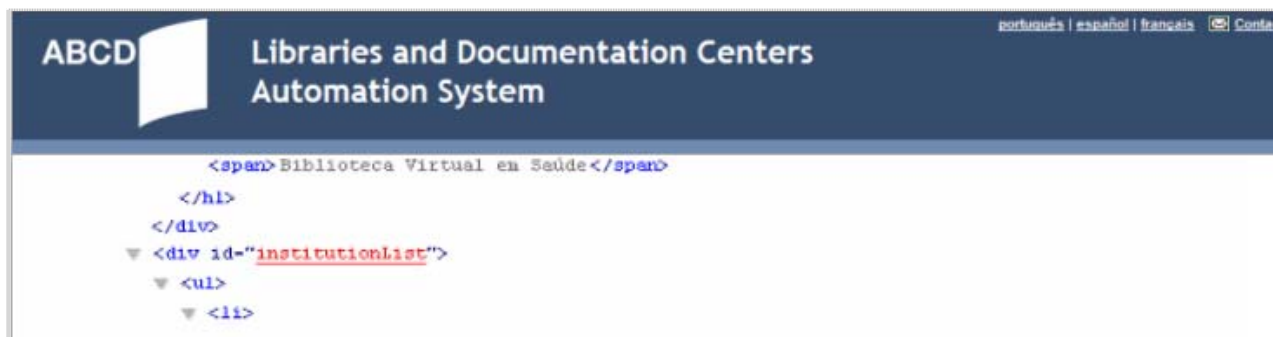 português | español | français Conta
ABCD
Libraries and Documentation Centers
Automation System
<span>Biblioteca Virtual em Saúde</span>
</h1>
</div>
<div id="institutionList">
<ul>
<li>